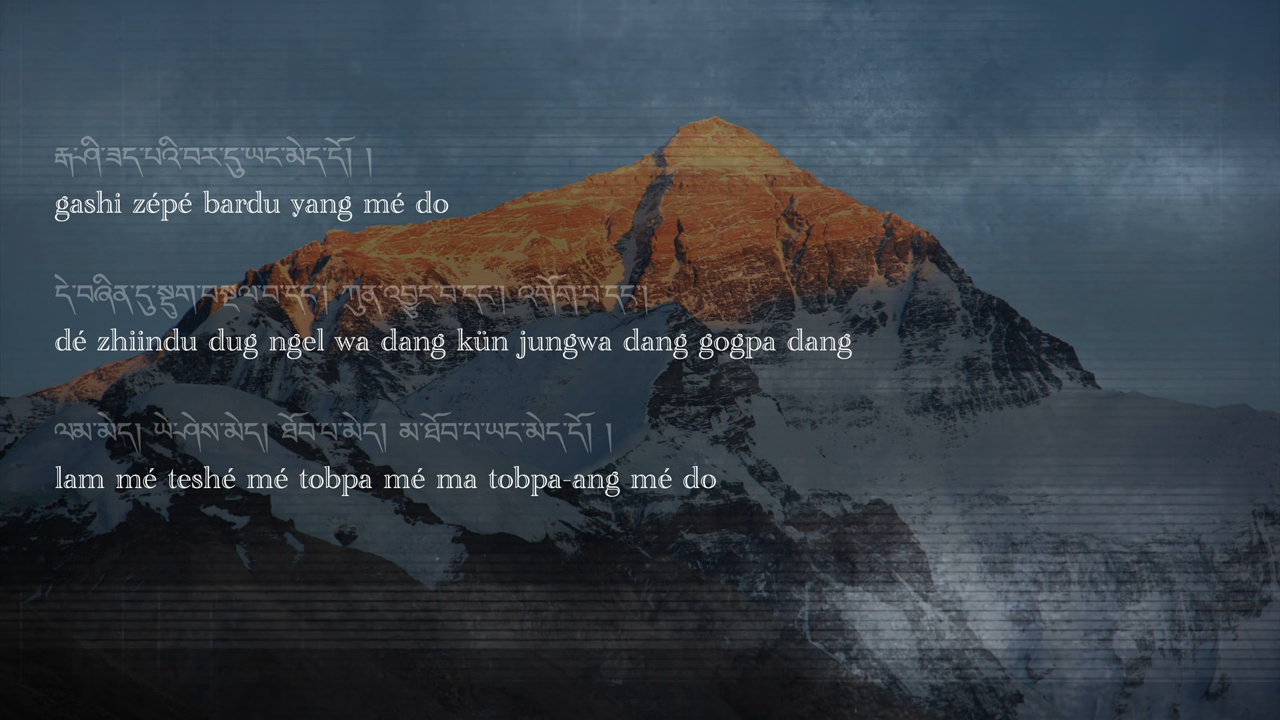 རྒ་ཤི་ཟད་པའི་བར་དུ་ཡང་མེད་དོ། །
gashi zépé bardu yang mé do
དེ་བཞིན་དུ་སྡུག་བསྔལ་བ་དང་། ཀུན་འབྱུང་བ་དང་། འགོག་པ་དང་།
dé zhiindu dug ngel wa dang kün jungwa dang gogpa dang
ལམ་མེད། ཡེ་ཤེས་མེད། ཐོབ་པ་མེད། མ་ཐོབ་པ་ཡང་མེད་དོ། །
lam mé teshé mé tobpa mé ma tobpa-ang mé do